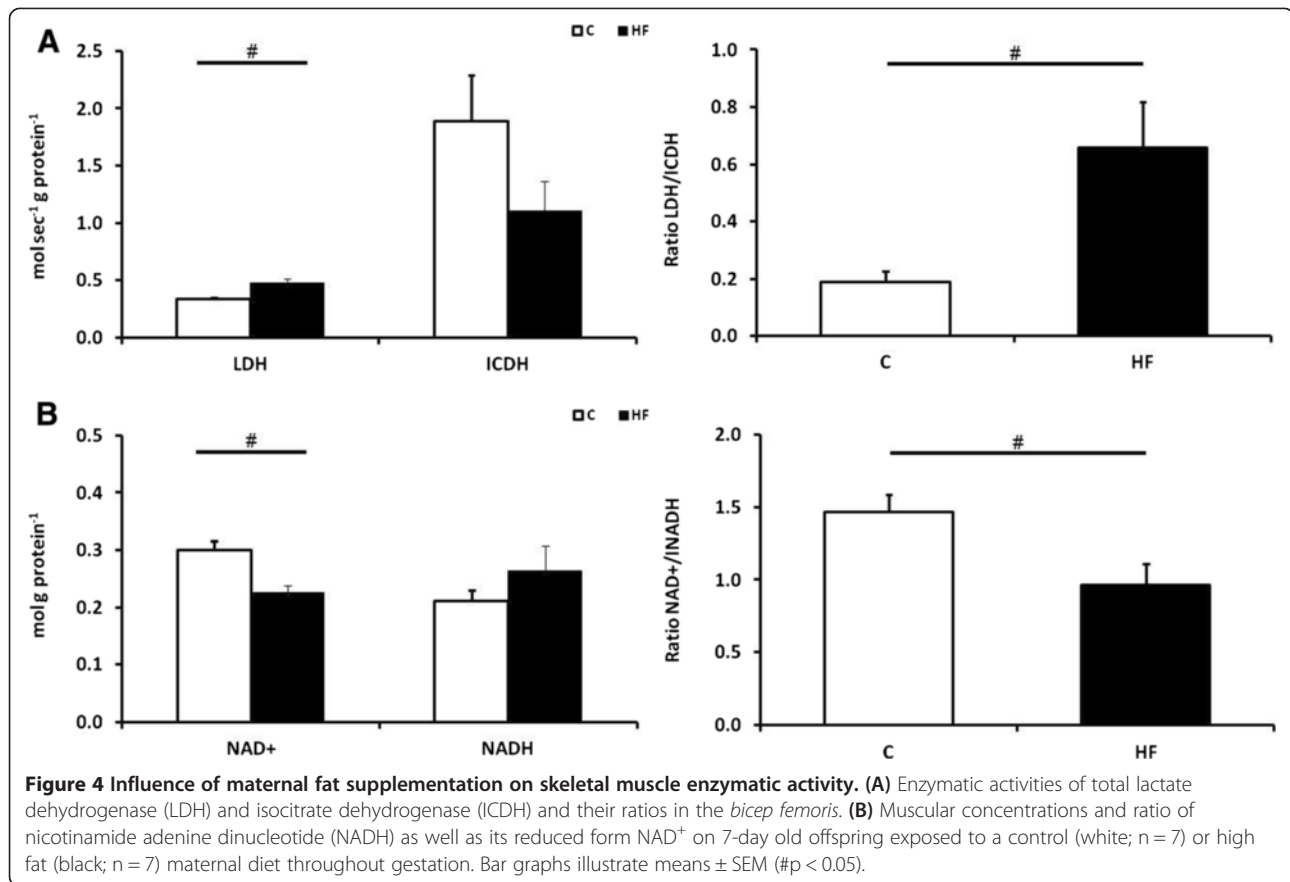 A
C HF
#
2.5
2.0
1.5
1.0
0.5
0.0
mol sec⁻¹ g protein⁻¹
LDH ICDH
#
1.0
0.8
0.6
0.4
0.2
0.0
Ratio LDH/ICDH
C HF
B
C HF
#
0.5
0.4
0.3
0.2
0.1
0.0
mol g protein⁻¹
NAD+ NADH
#
2.0
1.5
1.0
0.5
0.0
Ratio NAD+/INADH
C HF
Figure 4 Influence of maternal fat supplementation on skeletal muscle enzymatic activity. (A) Enzymatic activities of total lactate
dehydrogenase (LDH) and isocitrate dehydrogenase (ICDH) and their ratios in the bicep femoris. (B) Muscular concentrations and ratio of
nicotinamide adenine dinucleotide (NADH) as well as its reduced form NAD⁺ on 7-day old offspring exposed to a control (white; n = 7) or high
fat (black; n = 7) maternal diet throughout gestation. Bar graphs illustrate means ± SEM (#p < 0.05).